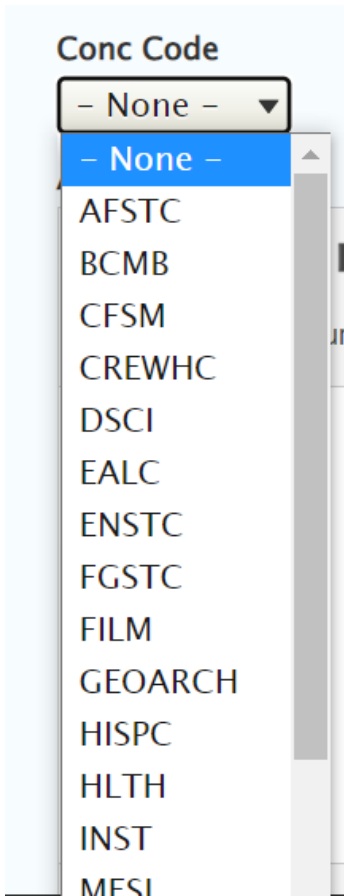 Conc Code
– None –
– None –
AFSTC
BCMB
CFSM
CREWHC
DSCI
EALC
ENSTC
FGSTC
FILM
GEOARCH
HISPC
HLTH
INST